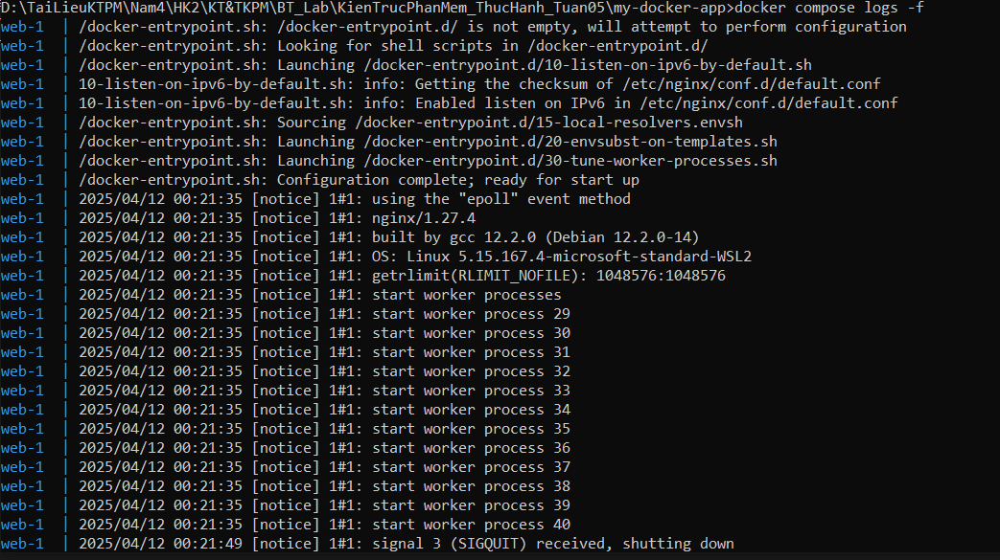 D:\TaiLieuKTPM\Nam4\HK2\KT&TKPM\BT_Lab\KienTrucPhanMem_ThucHanh_Tuan05\my-docker-app>docker compose logs -f
web-1  | /docker-entrypoint.sh: /docker-entrypoint.d/ is not empty, will attempt to perform configuration
web-1  | /docker-entrypoint.sh: Looking for shell scripts in /docker-entrypoint.d/
web-1  | /docker-entrypoint.sh: Launching /docker-entrypoint.d/10-listen-on-ipv6-by-default.sh
web-1  | 10-listen-on-ipv6-by-default.sh: info: Getting the checksum of /etc/nginx/conf.d/default.conf
web-1  | 10-listen-on-ipv6-by-default.sh: info: Enabled listen on IPv6 in /etc/nginx/conf.d/default.conf
web-1  | /docker-entrypoint.sh: Sourcing /docker-entrypoint.d/15-local-resolvers.envsh
web-1  | /docker-entrypoint.sh: Launching /docker-entrypoint.d/20-envsubst-on-templates.sh
web-1  | /docker-entrypoint.sh: Launching /docker-entrypoint.d/30-tune-worker-processes.sh
web-1  | /docker-entrypoint.sh: Configuration complete; ready for start up
web-1  | 2025/04/12 00:21:35 [notice] 1#1: using the "epoll" event method
web-1  | 2025/04/12 00:21:35 [notice] 1#1: nginx/1.27.4
web-1  | 2025/04/12 00:21:35 [notice] 1#1: built by gcc 12.2.0 (Debian 12.2.0-14)
web-1  | 2025/04/12 00:21:35 [notice] 1#1: OS: Linux 5.15.167.4-microsoft-standard-WSL2
web-1  | 2025/04/12 00:21:35 [notice] 1#1: getrlimit(RLIMIT_NOFILE): 1048576:1048576
web-1  | 2025/04/12 00:21:35 [notice] 1#1: start worker processes
web-1  | 2025/04/12 00:21:35 [notice] 1#1: start worker process 29
web-1  | 2025/04/12 00:21:35 [notice] 1#1: start worker process 30
web-1  | 2025/04/12 00:21:35 [notice] 1#1: start worker process 31
web-1  | 2025/04/12 00:21:35 [notice] 1#1: start worker process 32
web-1  | 2025/04/12 00:21:35 [notice] 1#1: start worker process 33
web-1  | 2025/04/12 00:21:35 [notice] 1#1: start worker process 34
web-1  | 2025/04/12 00:21:35 [notice] 1#1: start worker process 35
web-1  | 2025/04/12 00:21:35 [notice] 1#1: start worker process 36
web-1  | 2025/04/12 00:21:35 [notice] 1#1: start worker process 37
web-1  | 2025/04/12 00:21:35 [notice] 1#1: start worker process 38
web-1  | 2025/04/12 00:21:35 [notice] 1#1: start worker process 39
web-1  | 2025/04/12 00:21:35 [notice] 1#1: start worker process 40
web-1  | 2025/04/12 00:21:49 [notice] 1#1: signal 3 (SIGQUIT) received, shutting down